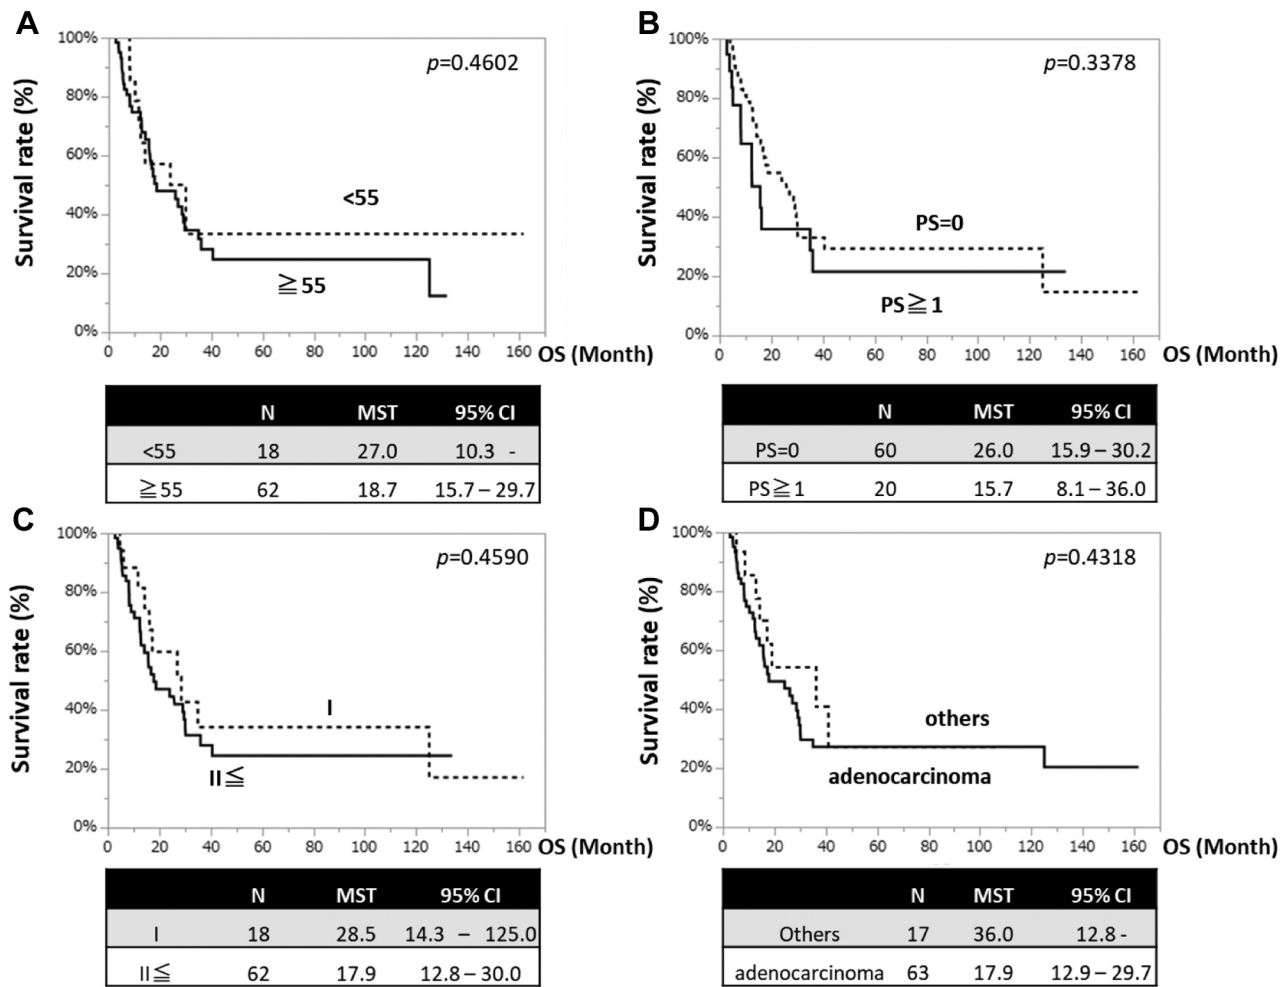 A
Survival rate (%)
100%
80%
60%
40%
20%
0%
p=0.4602
<55
≧55
0 20 40 60 80 100 120 140 160 OS (Month)
N MST 95% CI
<55 18 27.0 10.3 -
≧55 62 18.7 15.7 – 29.7
B
Survival rate (%)
100%
80%
60%
40%
20%
0%
p=0.3378
PS=0
PS≧1
0 20 40 60 80 100 120 140 160 OS (Month)
N MST 95% CI
PS=0 60 26.0 15.9 – 30.2
PS≧1 20 15.7 8.1 – 36.0
C
Survival rate (%)
100%
80%
60%
40%
20%
0%
p=0.4590
I
II≦
0 20 40 60 80 100 120 140 160 OS (Month)
N MST 95% CI
I 18 28.5 14.3 – 125.0
II≦ 62 17.9 12.8 – 30.0
D
Survival rate (%)
100%
80%
60%
40%
20%
0%
p=0.4318
others
adenocarcinoma
0 20 40 60 80 100 120 140 160 OS (Month)
N MST 95% CI
Others 17 36.0 12.8 -
adenocarcinoma 63 17.9 12.9 – 29.7